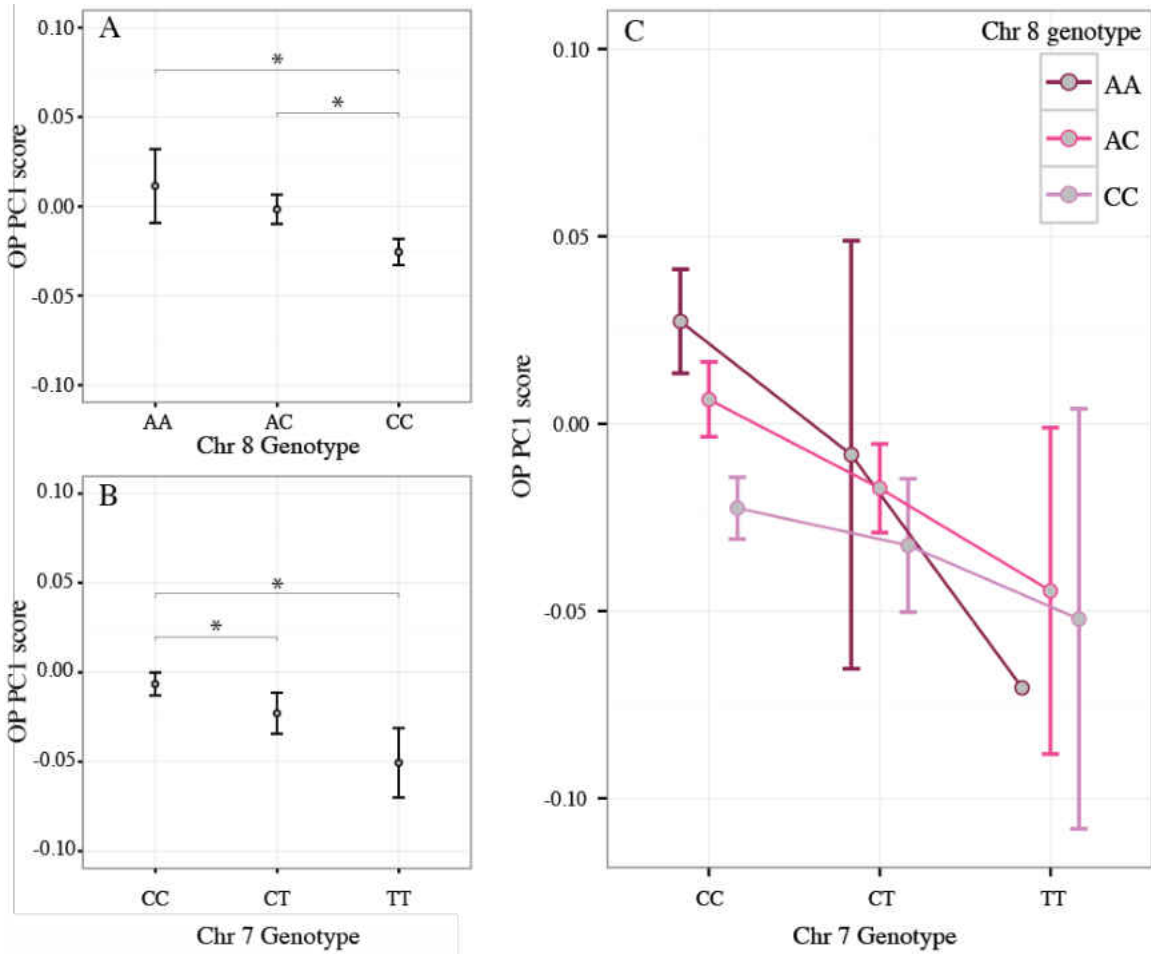 A
0.10
0.05
0.00
-0.05
-0.10
OP PC1 score
*
*
AA AC CC
Chr 8 Genotype
B
0.10
0.05
0.00
-0.05
-0.10
OP PC1 score
*
*
CC CT TT
Chr 7 Genotype
C
Chr 8 genotype
AA
AC
CC
0.10
0.05
0.00
-0.05
-0.10
OP PC1 score
CC CT TT
Chr 7 Genotype